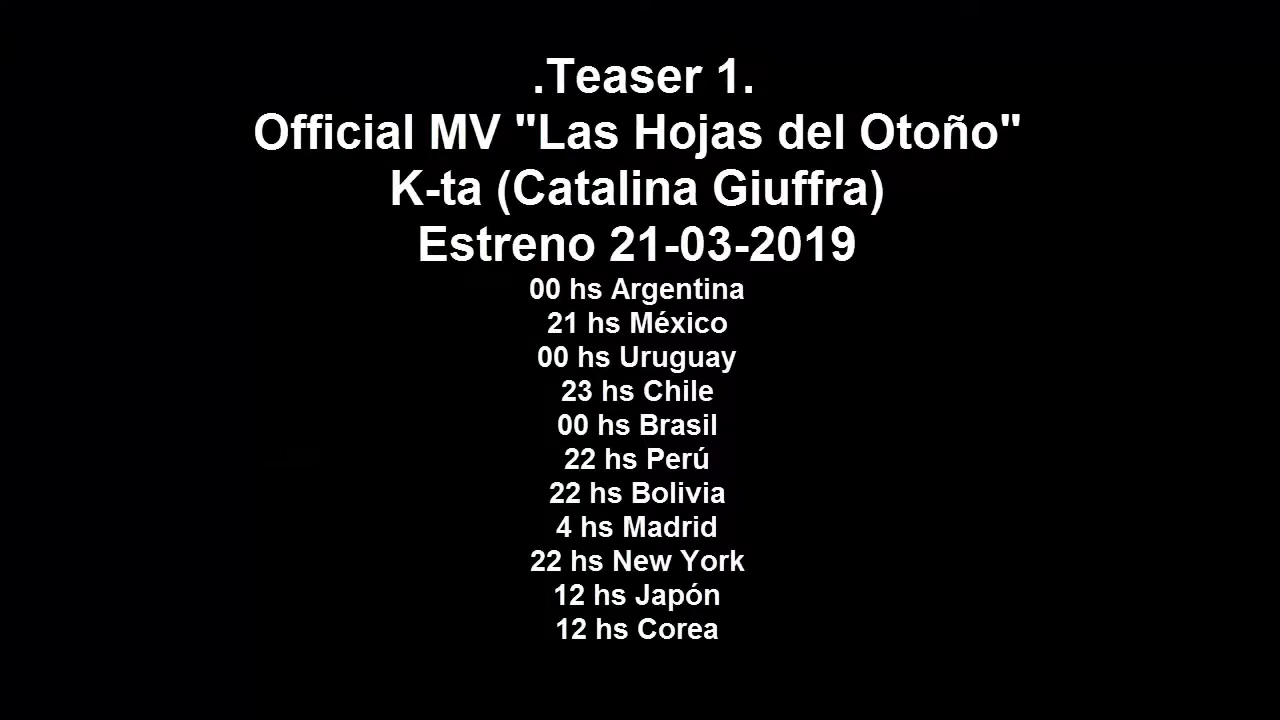 .Teaser 1.
Official MV "Las Hojas del Otoño"
K-ta (Catalina Giuffra)
Estreno 21-03-2019
00 hs Argentina
21 hs México
00 hs Uruguay
23 hs Chile
00 hs Brasil
22 hs Perú
22 hs Bolivia
4 hs Madrid
22 hs New York
12 hs Japón
12 hs Corea